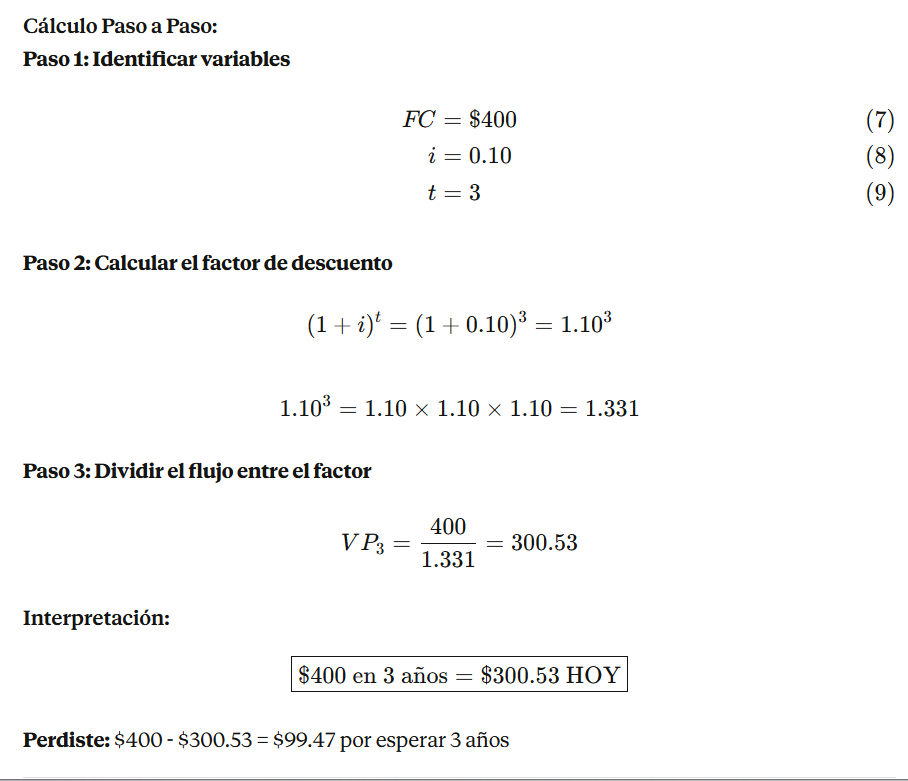 Cálculo Paso a Paso:
Paso 1: Identificar variables
FC = $400 (7)
i = 0.10 (8)
t = 3 (9)
Paso 2: Calcular el factor de descuento
(1 + i)^t = (1 + 0.10)^3 = 1.10^3
1.10^3 = 1.10 × 1.10 × 1.10 = 1.331
Paso 3: Dividir el flujo entre el factor
VP_3 = 400/1.331 = 300.53
Interpretación:
$400 en 3 años = $300.53 HOY
Perdiste: $400 - $300.53 = $99.47 por esperar 3 años